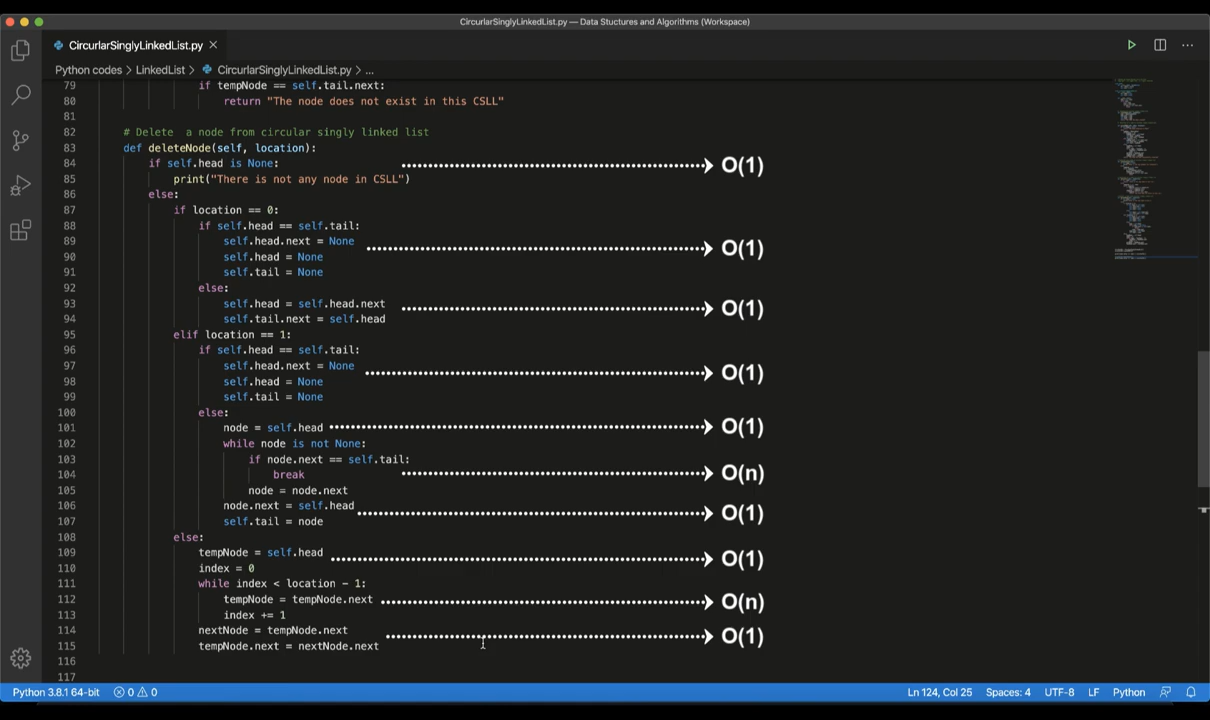 CircurlarSinglyLinkedList.py — Data Stuctures and Algorithms (Workspace)
CircurlarSinglyLinkedList.py
Python codes > LinkedList > CircurlarSinglyLinkedList.py > ...
79 if tempNode == self.tail.next:
80 return "The node does not exist in this CSLL"
81
82 # Delete a node from circular singly linked list
83 def deleteNode(self, location):
84 if self.head is None: O(1)
85 print("There is not any node in CSLL")
86 else:
87 if location == 0:
88 if self.head == self.tail:
89 self.head.next = None O(1)
90 self.head = None
91 self.tail = None
92 else:
93 self.head = self.head.next O(1)
94 self.tail.next = self.head
95 elif location == 1:
96 if self.head == self.tail:
97 self.head.next = None O(1)
98 self.head = None
99 self.tail = None
100 else:
101 node = self.head O(1)
102 while node is not None:
103 if node.next == self.tail:
104 break O(n)
105 node = node.next
106 node.next = self.head O(1)
107 self.tail = node
108 else:
109 tempNode = self.head O(1)
110 index = 0
111 while index < location - 1:
112 tempNode = tempNode.next O(n)
113 index += 1
114 nextNode = tempNode.next O(1)
115 tempNode.next = nextNode.next
116
117
Python 3.8.1 64-bit 0 0 Ln 124, Col 25 Spaces: 4 UTF-8 LF Python